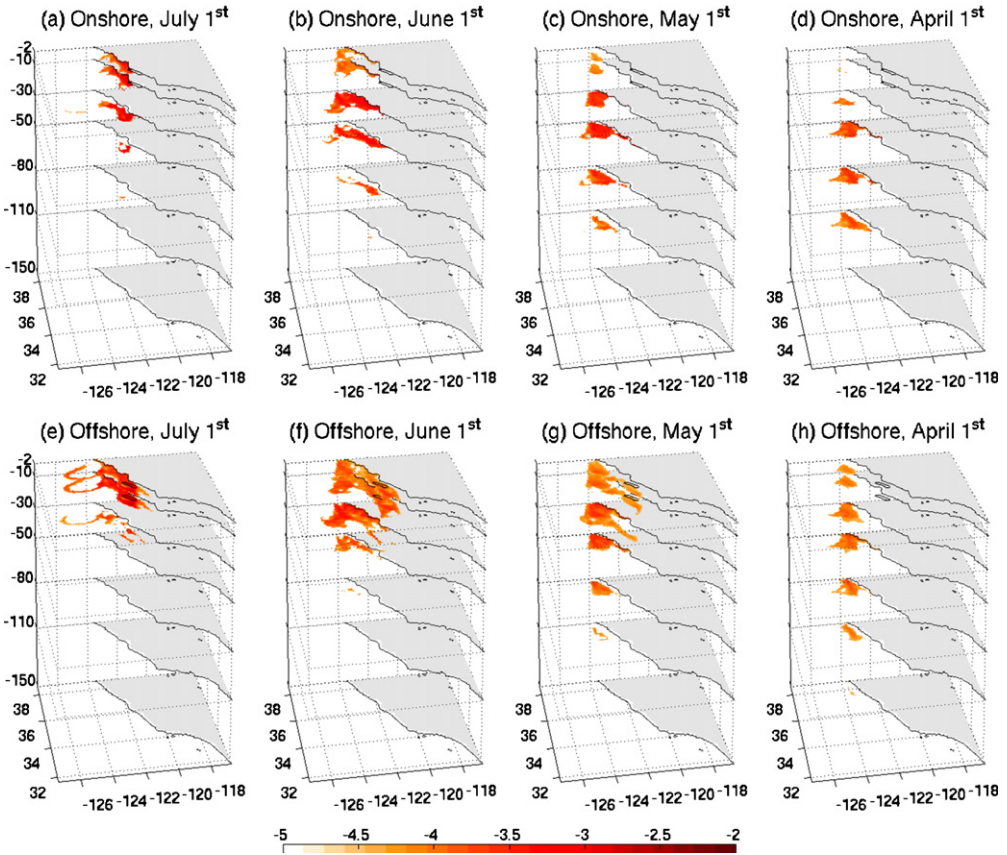 (a) Onshore, July 1st
(b) Onshore, June 1st
(c) Onshore, May 1st
(d) Onshore, April 1st
-2
-10
-30
-50
-80
-110
-150
38
36
34
32
-126 -124 -122 -120 -118
38
36
34
32
-126 -124 -122 -120 -118
38
36
34
32
-126 -124 -122 -120 -118
38
36
34
32
-126 -124 -122 -120 -118
(e) Offshore, July 1st
(f) Offshore, June 1st
(g) Offshore, May 1st
(h) Offshore, April 1st
-2
-10
-30
-50
-80
-110
-150
38
36
34
32
-126 -124 -122 -120 -118
38
36
34
32
-126 -124 -122 -120 -118
38
36
34
32
-126 -124 -122 -120 -118
38
36
34
32
-126 -124 -122 -120 -118
-5 -4.5 -4 -3.5 -3 -2.5 -2